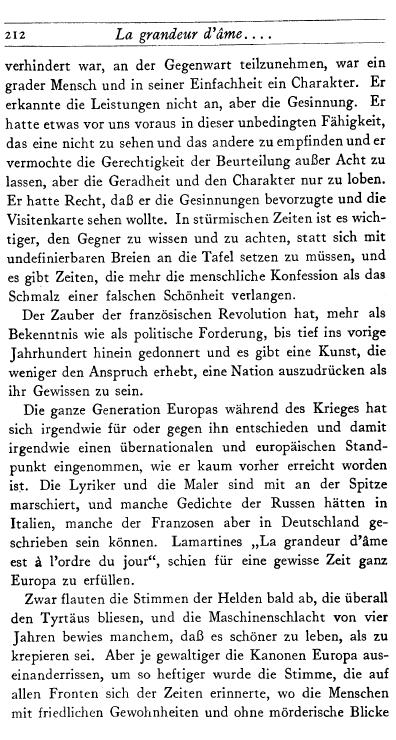 212 La grandeur d'âme....
verhindert war, an der Gegenwart teilzunehmen, war ein
grader Mensch und in seiner Einfachheit ein Charakter. Er
erkannte die Leistungen nicht an, aber die Gesinnung. Er
hatte etwas vor uns voraus in dieser unbedingten Fähigkeit,
das eine nicht zu sehen und das andere zu empfinden und er
vermochte die Gerechtigkeit der Beurteilung außer Acht zu
lassen, aber die Geradheit und den Charakter nur zu loben.
Er hatte Recht, daß er die Gesinnungen bevorzugte und die
Visitenkarte sehen wollte. In stürmischen Zeiten ist es wich-
tiger, den Gegner zu wissen und zu achten, statt sich mit
undefinierbaren Breien an die Tafel setzen zu müssen, und
es gibt Zeiten, die mehr die menschliche Konfession als das
Schmalz einer falschen Schönheit verlangen.
Der Zauber der französischen Revolution hat, mehr als
Bekenntnis wie als politische Forderung, bis tief ins vorige
Jahrhundert hinein gedonnert und es gibt eine Kunst, die
weniger den Anspruch erhebt, eine Nation auszudrücken als
ihr Gewissen zu sein.
Die ganze Generation Europas während des Krieges hat
sich irgendwie für oder gegen ihn entschieden und damit
irgendwie einen übernationalen und europäischen Stand-
punkt eingenommen, wie er kaum vorher erreicht worden
ist. Die Lyriker und die Maler sind mit an der Spitze
marschiert, und manche Gedichte der Russen hätten in
Italien, manche der Franzosen aber in Deutschland ge-
schrieben sein können. Lamartines „La grandeur d'âme
est à l'ordre du jour“, schien für eine gewisse Zeit ganz
Europa zu erfüllen.
Zwar flauten die Stimmen der Helden bald ab, die überall
den Tyrtäus bliesen, und die Maschinenschlacht von vier
Jahren bewies manchem, daß es schöner zu leben, als zu
krepieren sei. Aber je gewaltiger die Kanonen Europa aus-
einanderrissen, um so heftiger wurde die Stimme, die auf
allen Fronten sich der Zeiten erinnerte, wo die Menschen
mit friedlichen Gewohnheiten und ohne mörderische Blicke